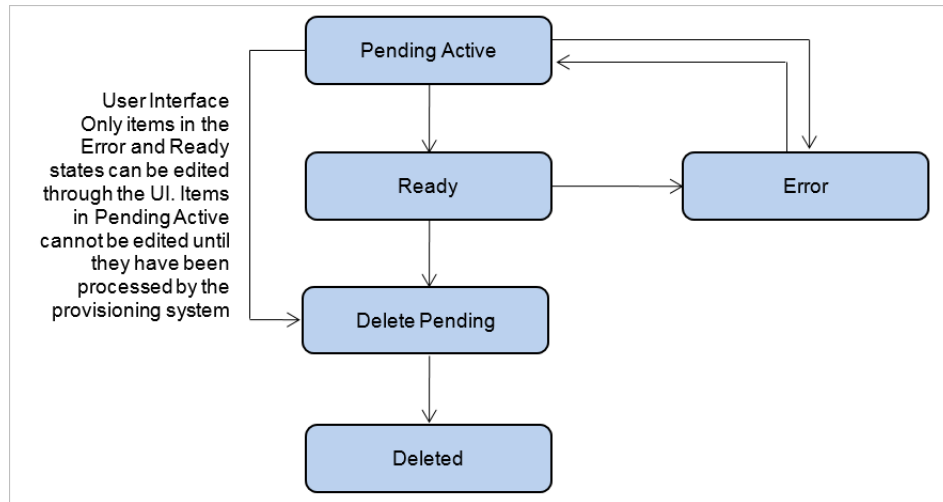 Pending Active
User Interface
Only items in the
Error and Ready
states can be edited
through the UI. Items
in Pending Active
cannot be edited until
they have been
processed by the
provisioning system
Ready
Error
Delete Pending
Deleted